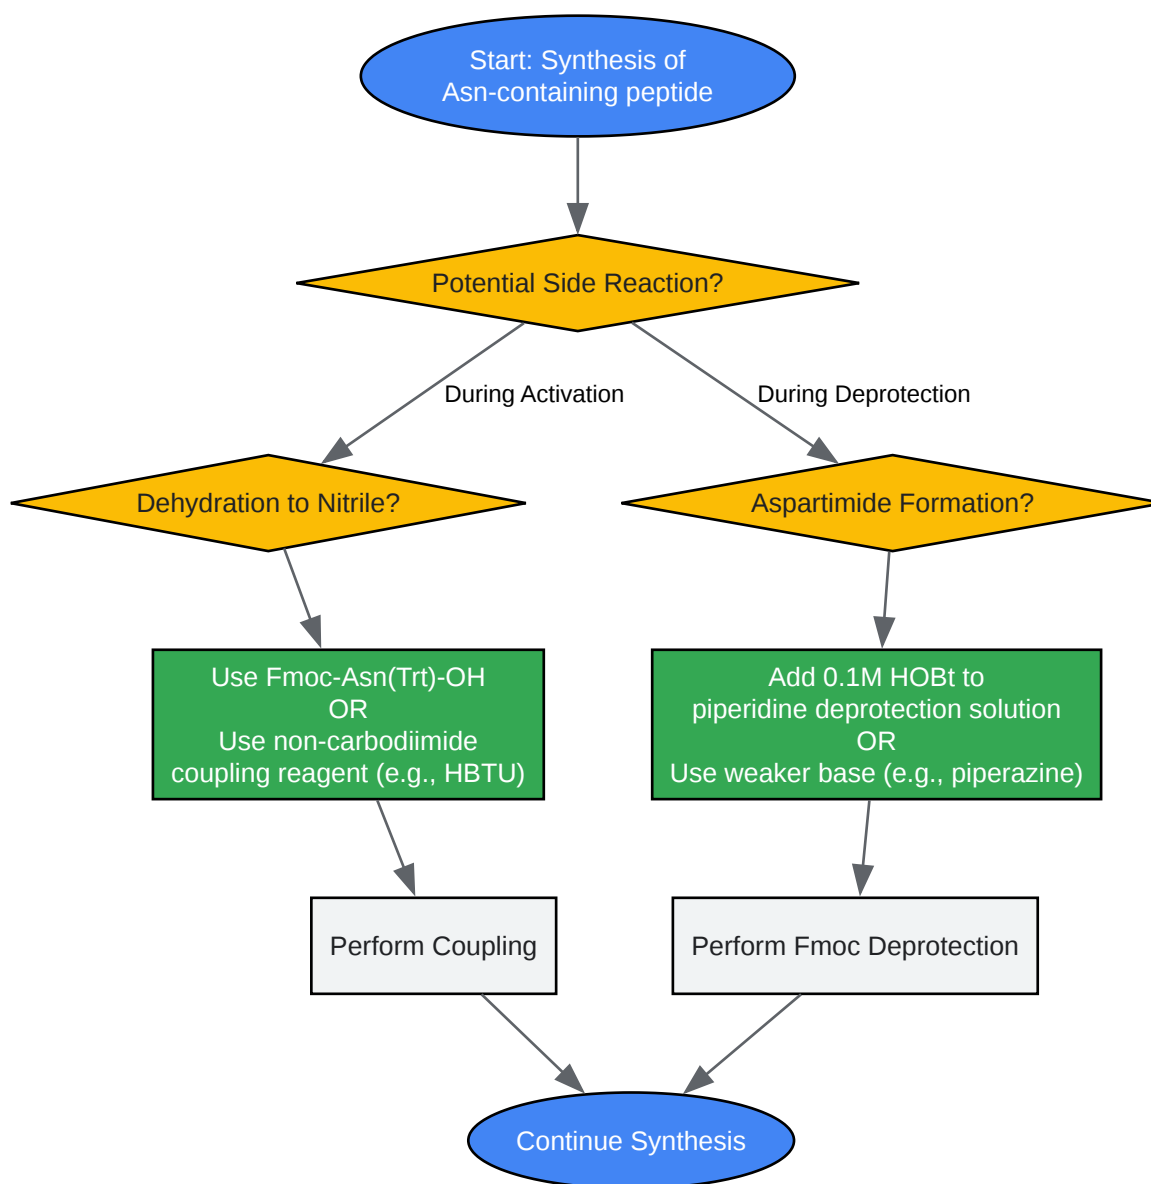 Start: Synthesis of
Asn-containing peptide
Potential Side Reaction?
During Activation
During Deprotection
Dehydration to Nitrile?
Aspartimide Formation?
Use Fmoc-Asn(Trt)-OH
OR
Use non-carbodiimide
coupling reagent (e.g., HBTU)
Add 0.1M HOBt to
piperidine deprotection solution
OR
Use weaker base (e.g., piperazine)
Perform Coupling
Perform Fmoc Deprotection
Continue Synthesis